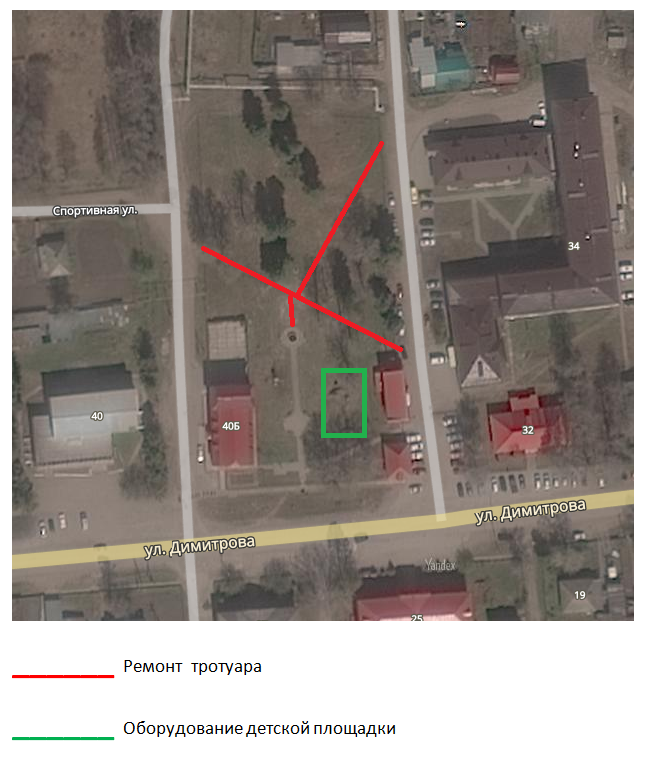 Спортивная ул.
34
40
40Б
32
ул. Димитрова
ул. Димитрова
Yandex
19
25
Ремонт тротуара
Оборудование детской площадки